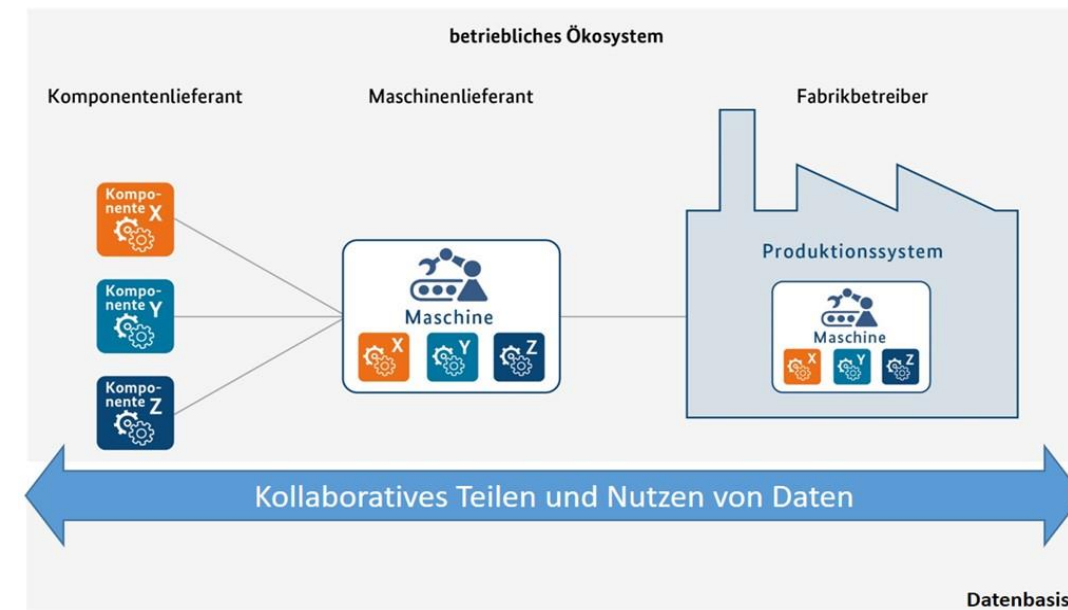 betriebliches Ökosystem
Komponentenlieferant
Maschinenlieferant
Fabrikbetreiber
Kompo-
nente X
Kompo-
nente Y
Kompo-
nente Z
Maschine
X
Y
Z
Produktionssystem
Maschine
X
Y
Z
Kollaboratives Teilen und Nutzen von Daten
Datenbasis